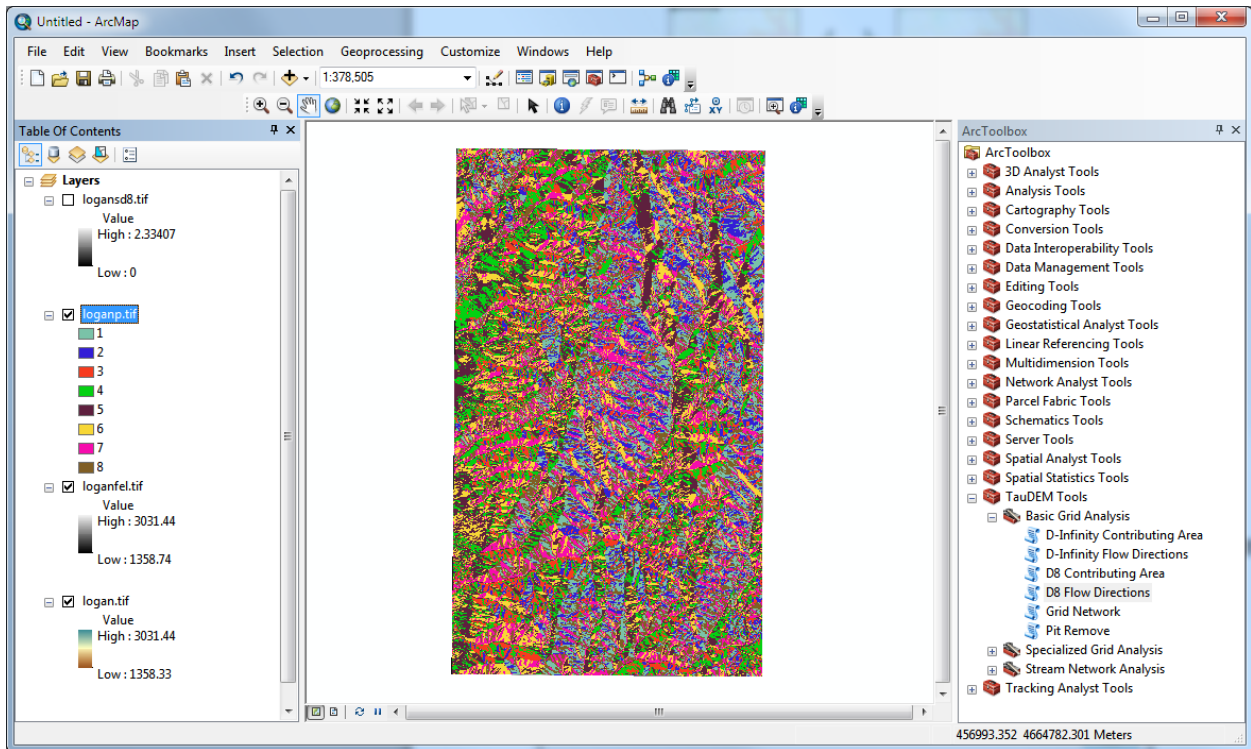 Untitled - ArcMap
File Edit View Bookmarks Insert Selection Geoprocessing Customize Windows Help
1:378,505
Table Of Contents
Layers
logansd8.tif
Value
High : 2.33407
Low : 0
loganp.tif
1
2
3
4
5
6
7
8
loganfel.tif
Value
High : 3031.44
Low : 1358.74
logan.tif
Value
High : 3031.44
Low : 1358.33
ArcToolbox
ArcToolbox
3D Analyst Tools
Analysis Tools
Cartography Tools
Conversion Tools
Data Interoperability Tools
Data Management Tools
Editing Tools
Geocoding Tools
Geostatistical Analyst Tools
Linear Referencing Tools
Multidimension Tools
Network Analyst Tools
Parcel Fabric Tools
Schematics Tools
Server Tools
Spatial Analyst Tools
Spatial Statistics Tools
TauDEM Tools
Basic Grid Analysis
D-Infinity Contributing Area
D-Infinity Flow Directions
D8 Contributing Area
D8 Flow Directions
Grid Network
Pit Remove
Specialized Grid Analysis
Stream Network Analysis
Tracking Analyst Tools
456993.352 4664782.301 Meters